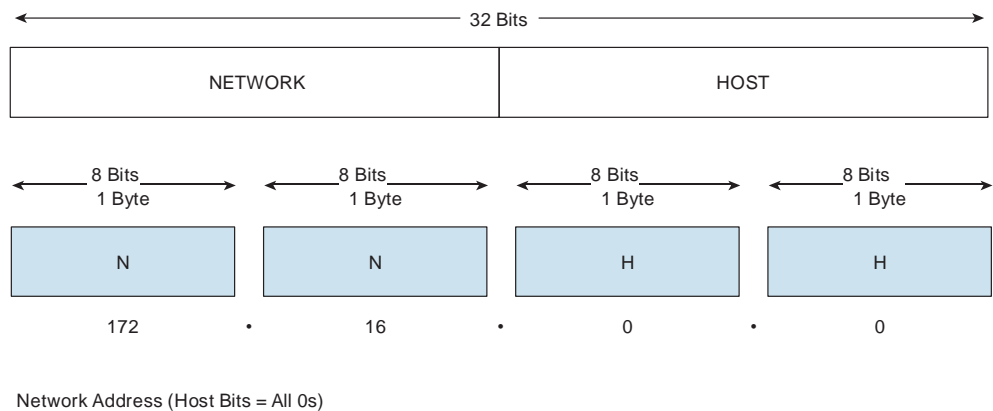 32 Bits
NETWORK HOST
8 Bits 8 Bits 8 Bits 8 Bits
1 Byte 1 Byte 1 Byte 1 Byte
N N H H
172 • 16 • 0 • 0
Network Address (Host Bits = All 0s)